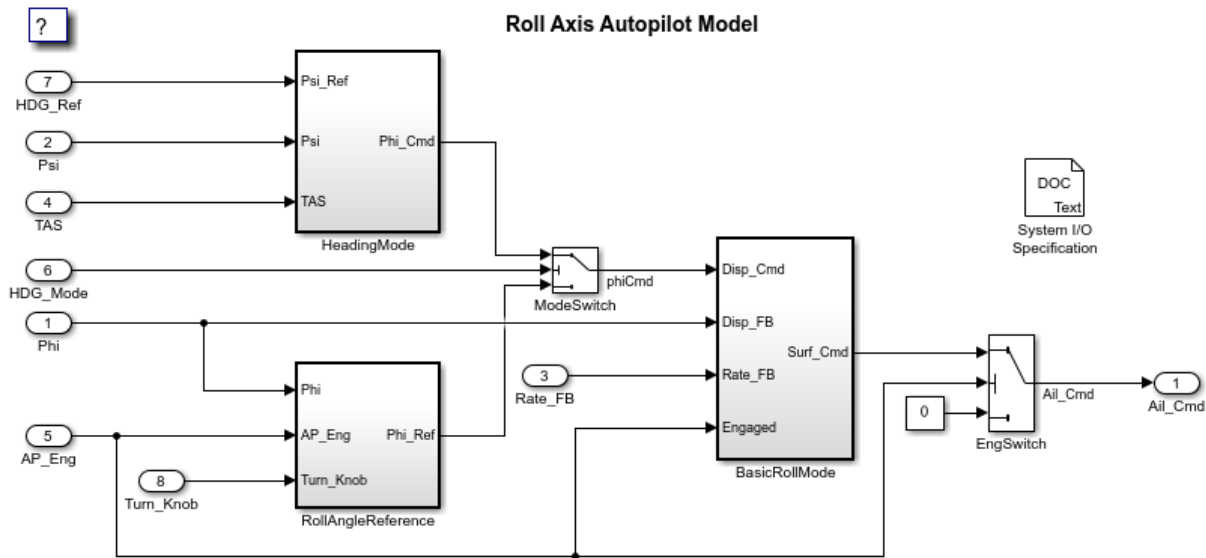 ?
Roll Axis Autopilot Model
7
HDG_Ref
2
Psi
4
TAS
Psi_Ref
Psi
TAS
Phi_Cmd
HeadingMode
DOC
Text
System I/O
Specification
6
HDG_Mode
1
Phi
phiCmd
ModeSwitch
Disp_Cmd
Disp_FB
Rate_FB
Engaged
Surf_Cmd
BasicRollMode
3
Rate_FB
Phi
AP_Eng
Turn_Knob
Phi_Ref
RollAngleReference
5
AP_Eng
8
Turn_Knob
0
Ail_Cmd
EngSwitch
1
Ail_Cmd